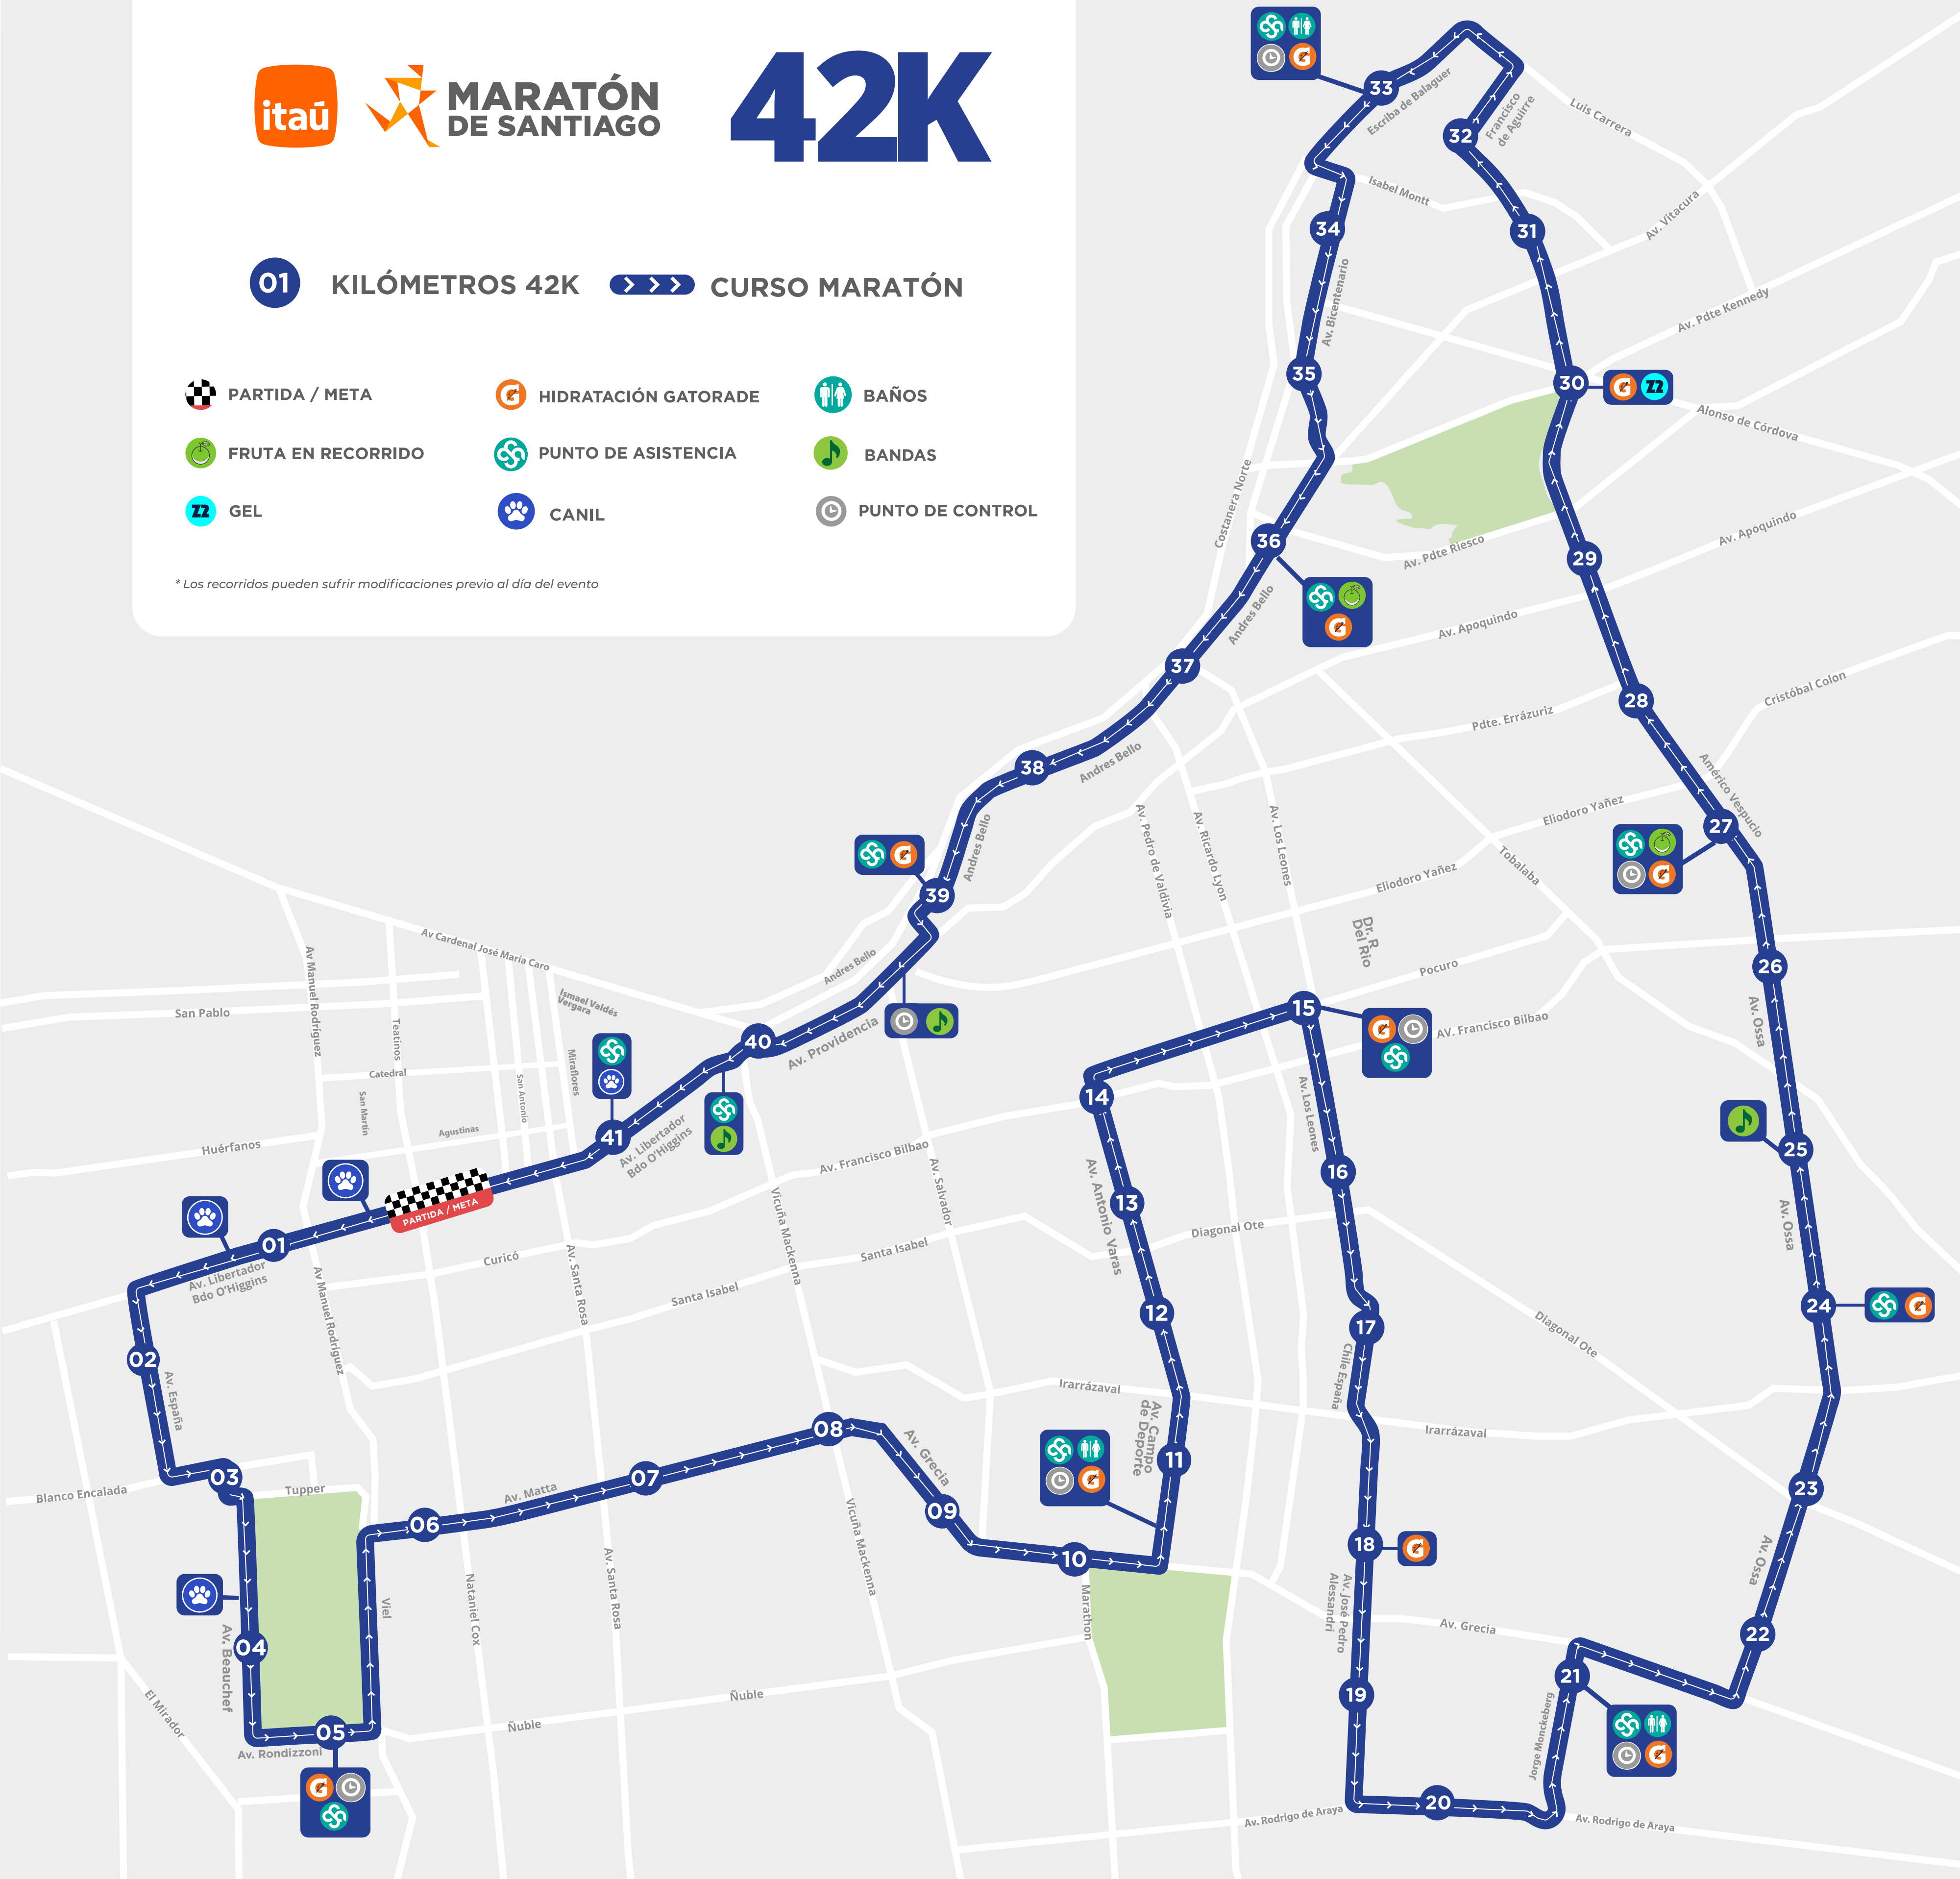 itaú
MARATÓN
DE SANTIAGO
42K
01 KILÓMETROS 42K
CURSO MARATÓN
PARTIDA / META
HIDRATACIÓN GATORADE
BAÑOS
FRUTA EN RECORRIDO
PUNTO DE ASISTENCIA
BANDAS
GEL
CANIL
PUNTO DE CONTROL
* Los recorridos pueden sufrir modificaciones previo al día del evento
33
Escriba de Balaguer
32
Francisco
de Aguirre
Luis Carrera
Isabel Montt
Av. Vitacura
34
31
Av. Bicentenario
Av. Pdte Kennedy
35
30
Alonso de Córdova
Costanera Norte
36
Av. Pdte Riesco
29
Av. Apoquindo
Andres Bello
Av. Apoquindo
37
28
Cristóbal Colon
Pdte. Errázuriz
38
Andres Bello
Américo Vespucio
27
Eliodoro Yañez
Andres Bello
Av. Pedro de Valdivia
Av. Ricardo Lyon
Av. Los Leones
Tobalaba
Eliodoro Yañez
39
Dr. R
Del Rio
Pocuro
26
Av Cardenal José María Caro
Andres Bello
Av Manuel Rodríguez
San Pablo
Teatinos
Ismael Valdés
Vergara
Av. Providencia
15
AV. Francisco Bilbao
Av. Ossa
40
Catedral
San Martin
San Antonio
Miraflores
14
Av. Los Leones
Agustinas
Huérfanos
41
Av. Libertador
Bdo O'Higgins
Av. Francisco Bilbao
Av. Salvador
25
16
PARTIDA / META
Av. Antonio Varas
13
Vicuña Mackenna
Diagonal Ote
Av. Ossa
01
Av. Libertador
Bdo O'Higgins
Curicó
Santa Isabel
Santa Isabel
Av. Santa Rosa
Av Manuel Rodríguez
12
24
17
Diagonal Ote
02
Av. España
Chile España
Irarrázaval
Av. Campo
de Deporte
Irarrázaval
08
Av. Grecia
11
03
07
23
Blanco Encalada
Tupper
Av. Matta
Vicuña Mackenna
06
09
18
10
Av. Ossa
Viel
Nataniel Cox
Av. Santa Rosa
Marathon
Av. José Pedro
Alessandri
Av. Grecia
22
04
Av. Beauchef
El Mirador
21
Ñuble
19
Ñuble
05
Av. Rondizzoni
Jorge Monckeberg
20
Av. Rodrigo de Araya
Av. Rodrigo de Araya